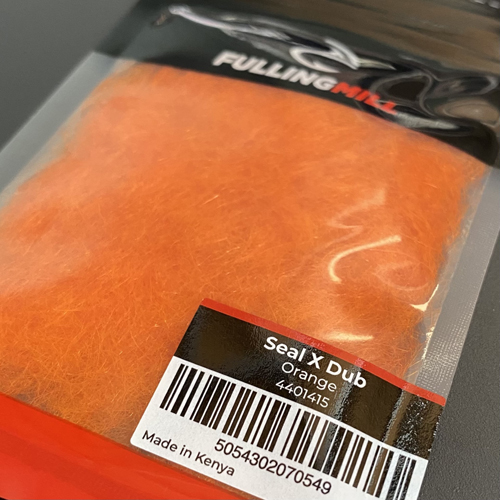 FULLINGMILL
Seal X Dub
Orange
4401415
5054302070549
Made in Kenya